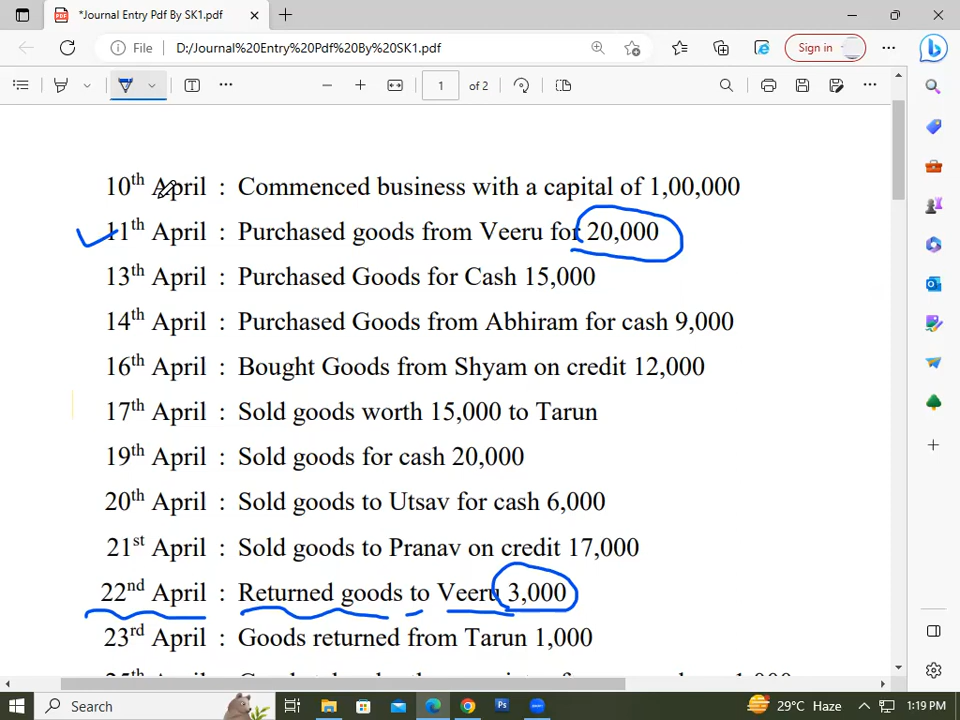 *Journal Entry Pdf By SK1.pdf
File D:/Journal%20Entry%20Pdf%20By%20SK1.pdf
Sign in
1 of 2
10th April : Commenced business with a capital of 1,00,000
11th April : Purchased goods from Veeru for 20,000
13th April : Purchased Goods for Cash 15,000
14th April : Purchased Goods from Abhiram for cash 9,000
16th April : Bought Goods from Shyam on credit 12,000
17th April : Sold goods worth 15,000 to Tarun
19th April : Sold goods for cash 20,000
20th April : Sold goods to Utsav for cash 6,000
21st April : Sold goods to Pranav on credit 17,000
22nd April : Returned goods to Veeru 3,000
23rd April : Goods returned from Tarun 1,000
Search
29°C Haze
1:19 PM